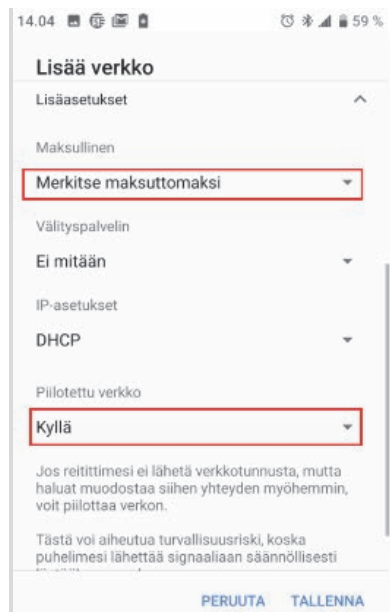 14.04 59 %
Lisää verkko
Lisäasetukset
Maksullinen
Merkitse maksuttomaksi
Välityspalvelin
Ei mitään
IP-asetukset
DHCP
Piilotettu verkko
Kyllä
Jos reitittimesi ei lähetä verkkotunnusta, mutta
haluat muodostaa siihen yhteyden myöhemmin,
voit piilottaa verkon.
Tästä voi aiheutua turvallisuusriski, koska
puhelimesi lähettää signaaliaan säännöllisesti
PERUUTA TALLENNA